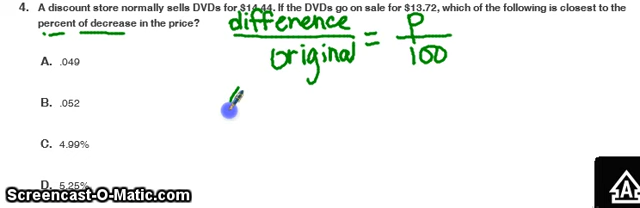 4. A discount store normally sells DVDs for $14.44. If the DVDs go on sale for $13.72, which of the following is closest to the
percent of decrease in the price?
difference
original
=
p
100
A. .049
B. .052
C. 4.99%
D. 5.25%
Screencast-O-Matic.com
A